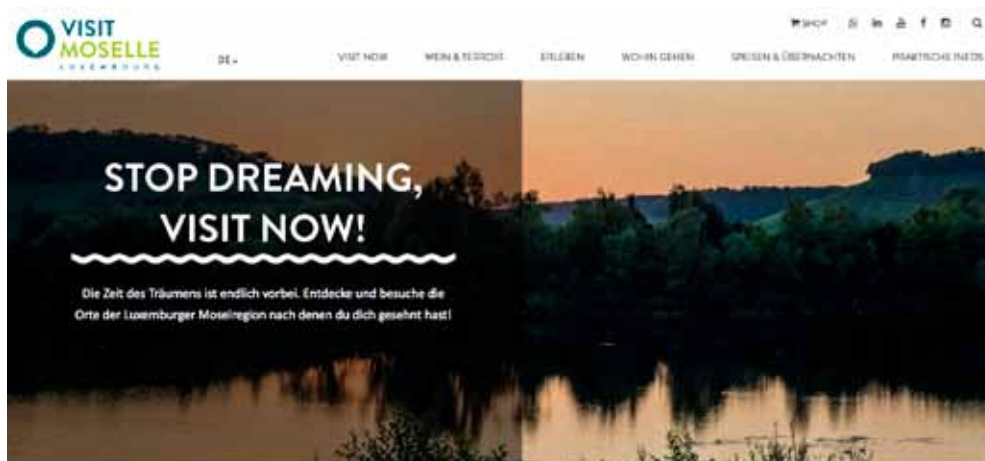 VISIT
MOSELLE
LUXEMBOURG
SHOP
DE
VISIT NOW
WEIN & TERROIR
ERLEBEN
WOHIN GEHEN
SPEISEN & ÜBERNACHTEN
PRAKTISCHE INFOS
STOP DREAMING,
VISIT NOW!
Die Zeit des Träumens ist endlich vorbei. Entdecke und besuche die
Orte der Luxemburger Moselregion nach denen du dich gesehnt hast!